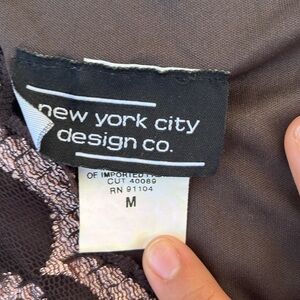 new york city
design co.
OF IMPORTED
CUT 40089
RN 91104
M